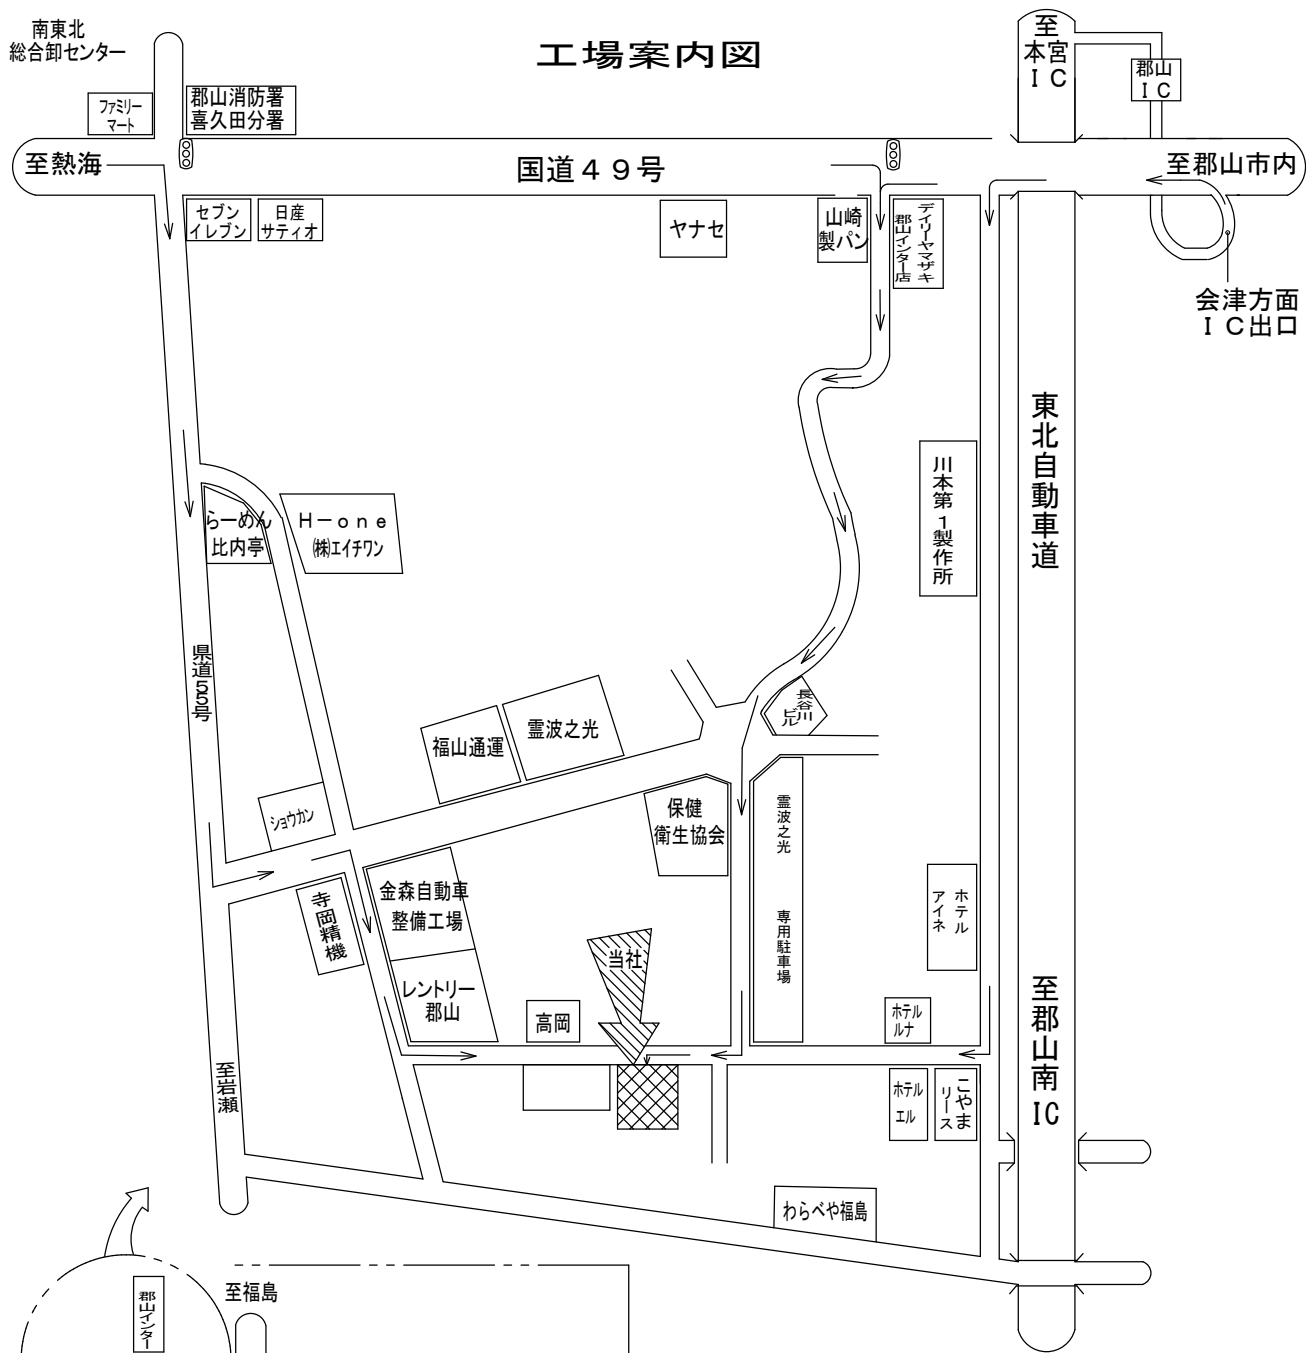 工場案内図
南東北
総合卸センター
至
本宮
ＩＣ
郡山
ＩＣ
ファミリー
マート
郡山消防署
喜久田分署
至熱海
国道４９号
至郡山市内
セブン
イレブン
日産
サティオ
ヤナセ
山崎
製パン
デイリーヤマザキ
郡山インター店
会津方面
ＩＣ出口
東北自動車道
川本第１製作所
らーめん
比内亭
Ｈ－ｏｎｅ
㈱エイチワン
県道５５号
福山通運
霊波之光
長谷川
ビル
ショウカン
保健
衛生協会
霊波之光
専用駐車場
金森自動車
整備工場
寺岡精機
ホテル
アイネ
当社
レントリー
郡山
高岡
ホテル
ルナ
至郡山南IC
至岩瀬
ホテル
エル
こやま
リース
わらべや福島
郡山インター
至福島